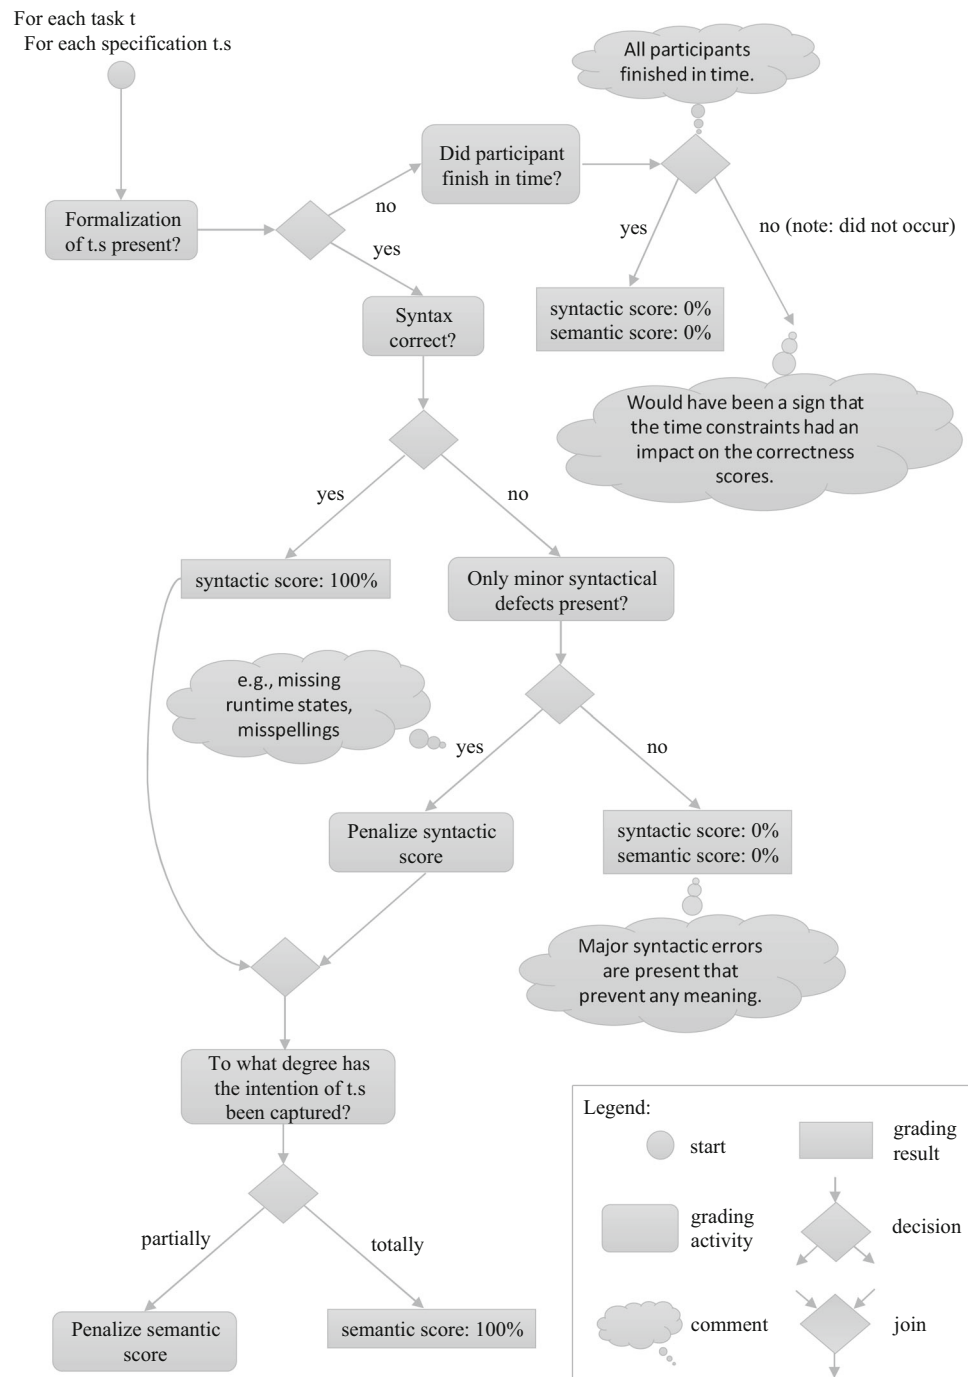 For each task t
For each specification t.s
All participants
finished in time.
Did participant
finish in time?
no
Formalization
of t.s present?
yes
yes
no (note: did not occur)
Syntax
correct?
syntactic score: 0%
semantic score: 0%
Would have been a sign that
the time constraints had an
impact on the correctness
scores.
yes
no
syntactic score: 100%
Only minor syntactical
defects present?
e.g., missing
runtime states,
misspellings
yes
no
Penalize syntactic
score
syntactic score: 0%
semantic score: 0%
Major syntactic errors
are present that
prevent any meaning.
To what degree has
the intention of t.s
been captured?
partially
totally
Penalize semantic
score
semantic score: 100%
Legend:
start
grading
result
grading
activity
decision
comment
join